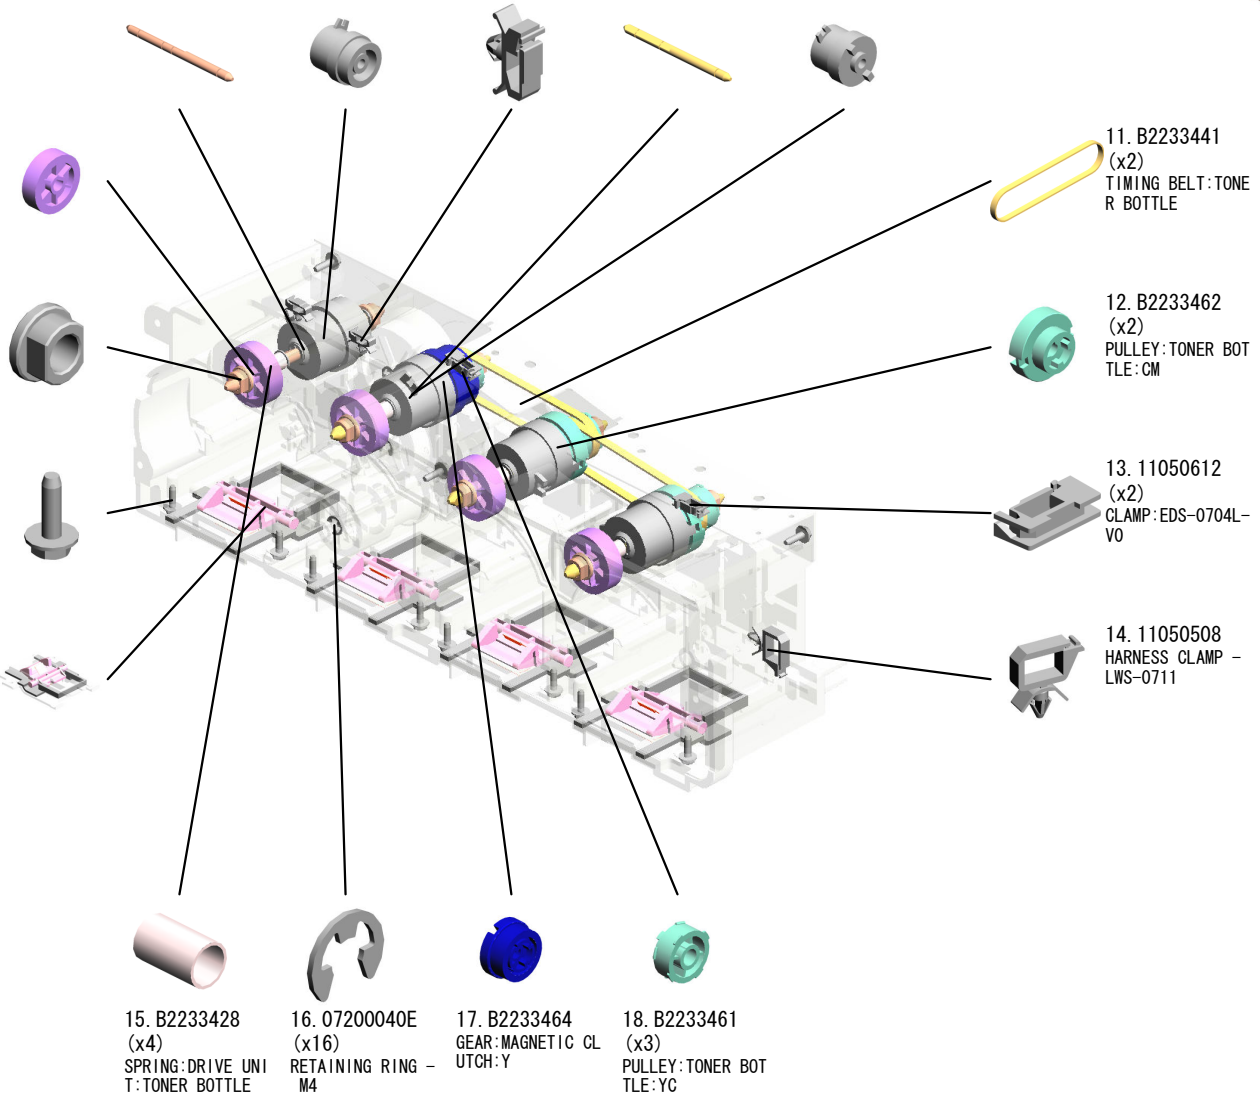 11. B2233441
(x2)
TIMING BELT:TONE
R BOTTLE
12. B2233462
(x2)
PULLEY:TONER BOT
TLE:CM
13. 11050612
(x2)
CLAMP:EDS-0704L-
V0
14. 11050508
HARNESS CLAMP -
LWS-0711
15. B2233428
(x4)
SPRING:DRIVE UNI
T:TONER BOTTLE
16. 07200040E
(x16)
RETAINING RING -
M4
17. B2233464
GEAR:MAGNETIC CL
UTCH:Y
18. B2233461
(x3)
PULLEY:TONER BOT
TLE:YC